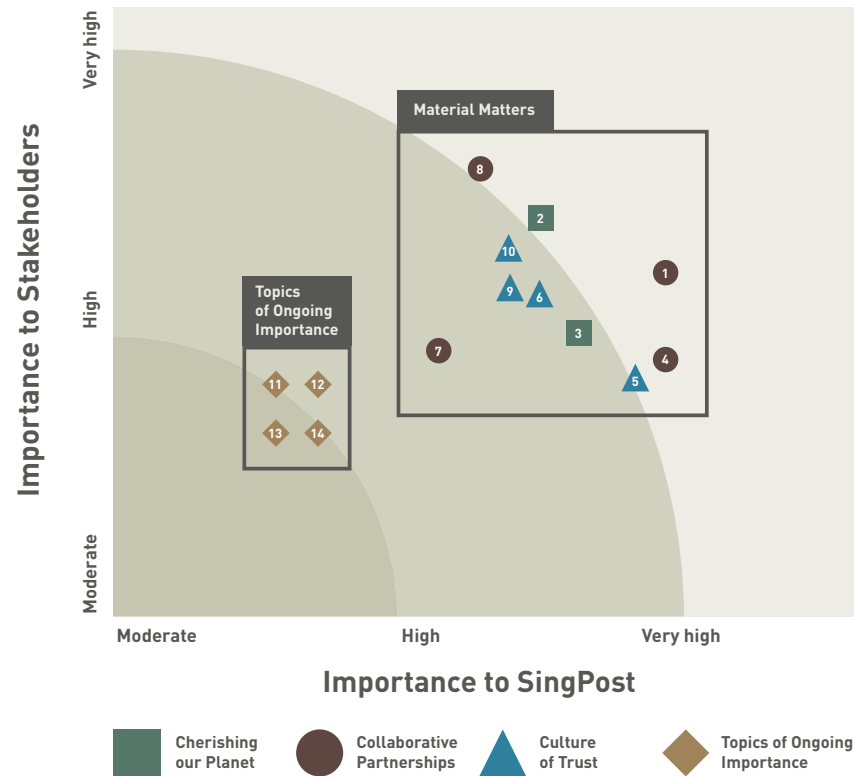 Very high
Material Matters
8
2
10
1
Importance to Stakeholders
High
Topics
of Ongoing
Importance
9
6
3
7
4
5
11
12
13
14
Moderate
Moderate
High
Very high
Importance to SingPost
Cherishing
our Planet
Collaborative
Partnerships
Culture
of Trust
Topics of Ongoing
Importance